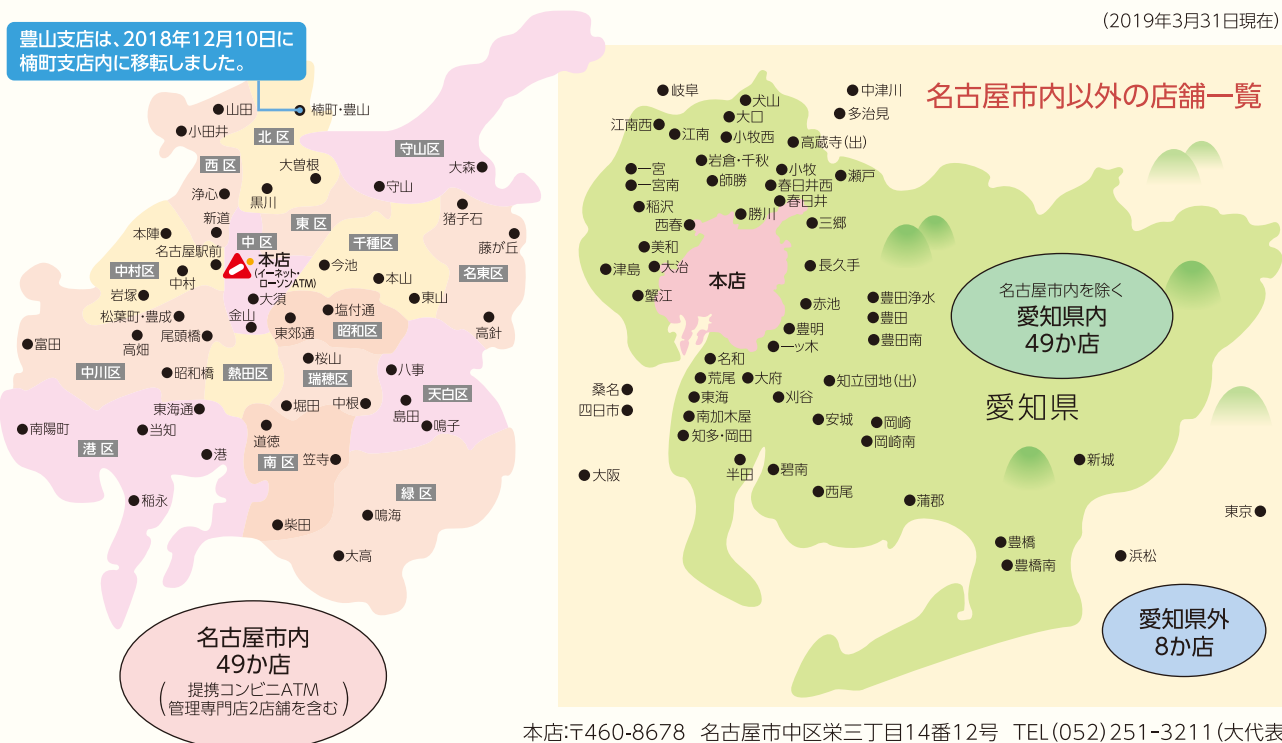 (2019年3月31日現在)
豊山支店は、2018年12月10日に
楠町支店内に移転しました。
山田
楠町・豊山
小田井
北区
守山区
西区
大曽根
大森
浄心
黒川
守山
新道
東区
猪子石
本陣
中区
千種区
藤が丘
名古屋駅前
本店
(イーネット・
ローソンATM)
今池
中村区
中村
本山
名東区
岩塚
大須
塩付通
東山
松葉町・豊成
金山
東郊通
昭和区
高針
富田
高畑
尾頭橋
桜山
八事
中川区
昭和橋
熱田区
瑞穂区
天白区
東海通
堀田
中根
島田
鳴子
南陽町
当知
道徳
港区
港
南区
笠寺
緑区
稲永
柴田
鳴海
大高
名古屋市内
49か店
(提携コンビニATM
管理専門店2店舗を含む)
名古屋市内以外の店舗一覧
岐阜
犬山
中津川
江南西
江南
大口
多治見
小牧西
高蔵寺(出)
一宮
岩倉・千秋
小牧
瀬戸
一宮南
師勝
春日井西
稲沢
春日井
西春
勝川
三郷
美和
津島
大治
本店
長久手
蟹江
赤池
豊田浄水
豊田
豊明
豊田南
一ッ木
名和
荒尾
大府
知立団地(出)
桑名
東海
刈谷
四日市
南加木屋
安城
岡崎
知多・岡田
岡崎南
大阪
半田
碧南
新城
西尾
蒲郡
東京
豊橋
浜松
豊橋南
名古屋市内を除く
愛知県内
49か店
愛知県
愛知県外
8か店
本店:〒460-8678 名古屋市中区栄三丁目14番12号 TEL(052)251-3211(大代表